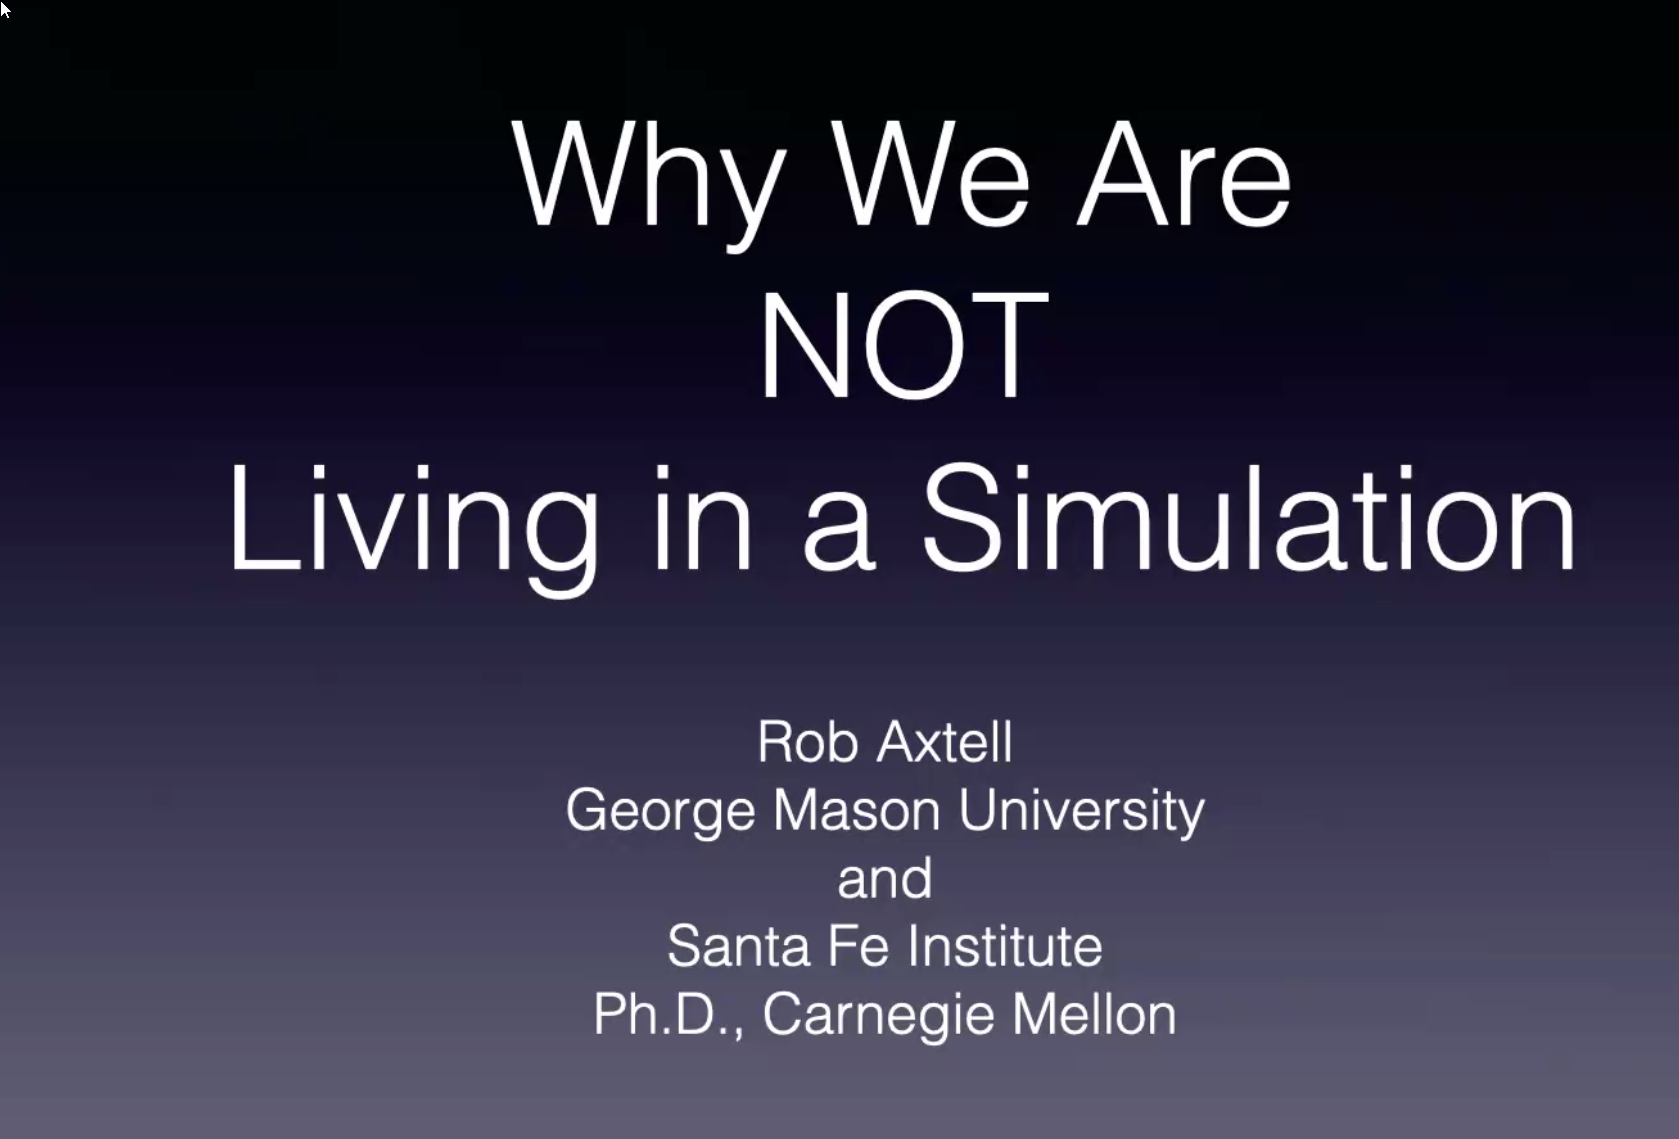 Why We Are
NOT
Living in a Simulation
Rob Axtell
George Mason University
and
Santa Fe Institute
Ph.D., Carnegie Mellon